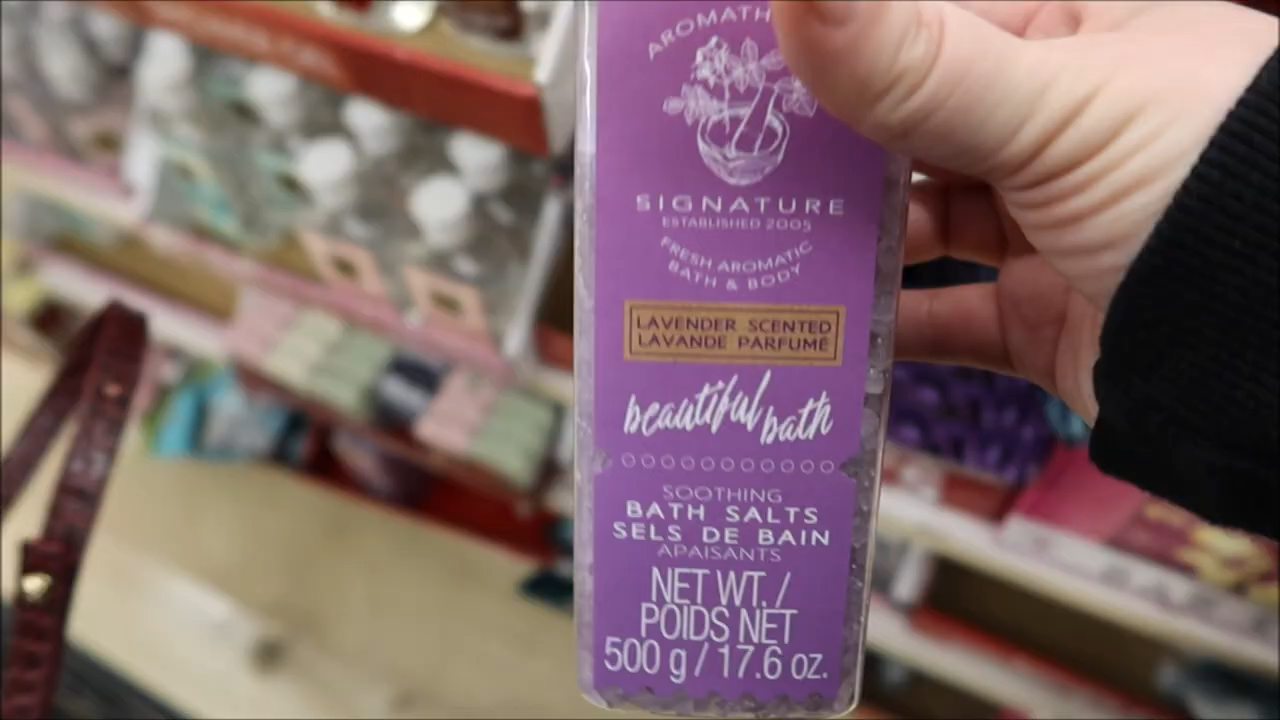 SIGNATURE
ESTABLISHED 2005
FRESH AROMATIC
BATH & BODY
LAVENDER SCENTED
LAVANDE PARFUMÉ
beautiful bath
SOOTHING
BATH SALTS
SELS DE BAIN
APAISANTS
NET WT. /
POIDS NET
500 g / 17.6 oz.